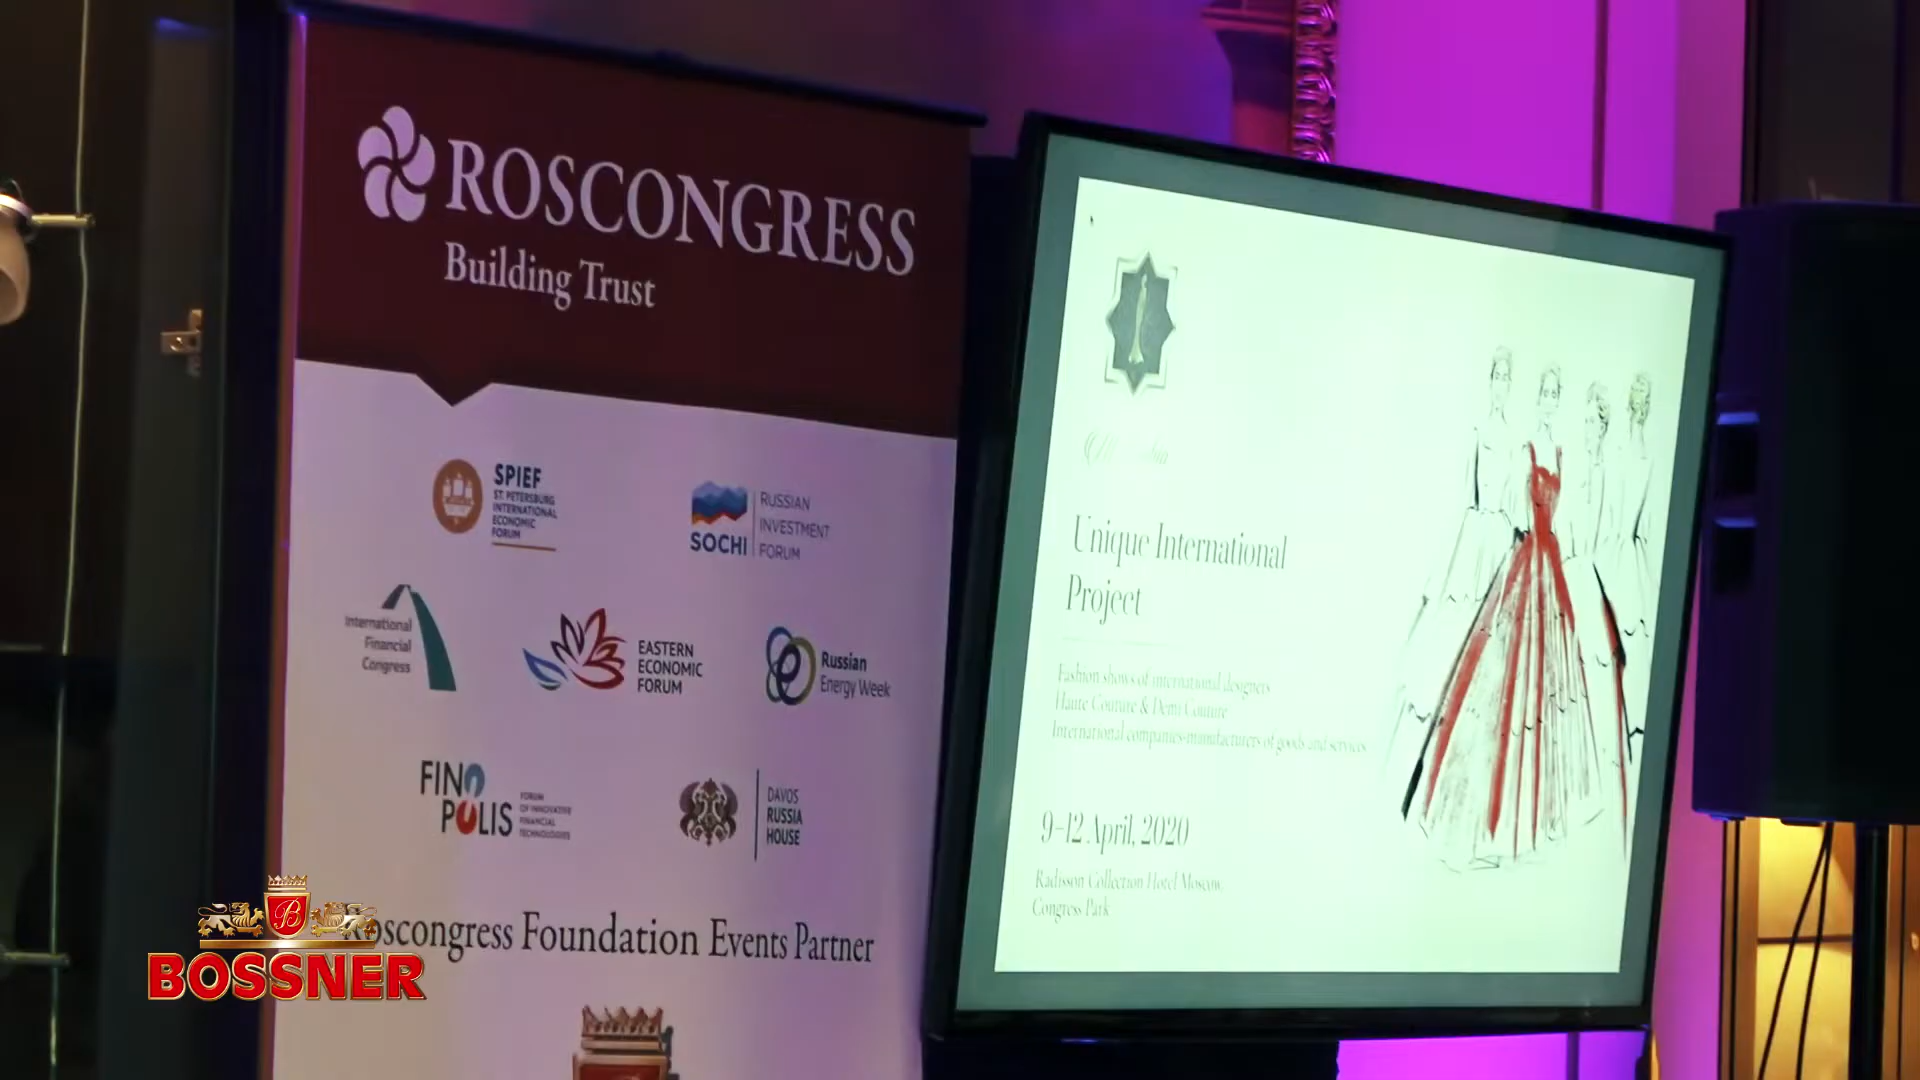 ROSCONGRESS
Building Trust
SPIEF
ST. PETERSBURG
INTERNATIONAL
ECONOMIC
FORUM
SOCHI
RUSSIAN
INVESTMENT
FORUM
International
Financial
Congress
EASTERN
ECONOMIC
FORUM
Russian
Energy Week
FINOPOLIS
FORUM
OF INNOVATIVE
FINANCIAL
TECHNOLOGIES
DAVOS
RUSSIA
HOUSE
Roscongress Foundation Events Partner
B
BOSSNER
Unique International
Project
Fashion shows of international designers
Haute Couture & Demi Couture
International companies-manufacturers of goods and services
9-12 April, 2020
Radisson Collection Hotel Moscow
Congress Park